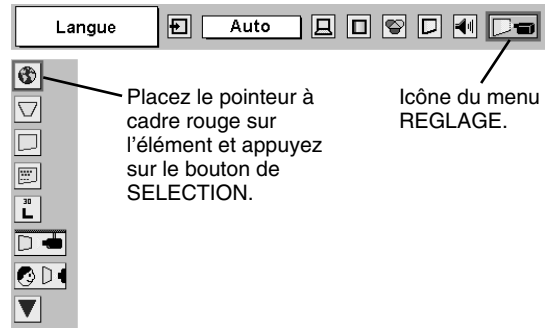 Langue
Auto
Placez le pointeur à
cadre rouge sur
l'élément et appuyez
sur le bouton de
SELECTION.
Icône du menu
REGLAGE.
30
L